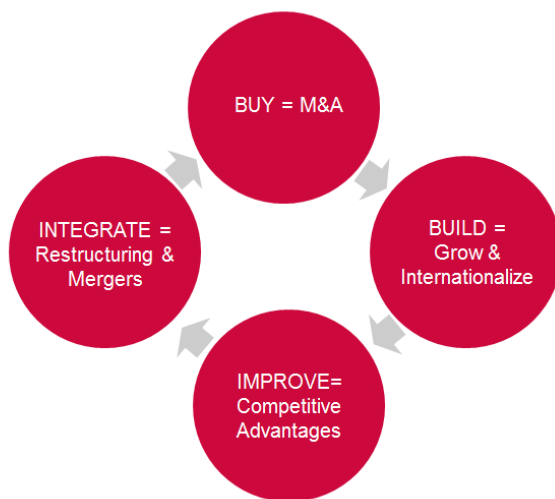 BUY = M&A
BUILD =
Grow &
Internationalize
IMPROVE=
Competitive
Advantages
INTEGRATE =
Restructuring &
Mergers